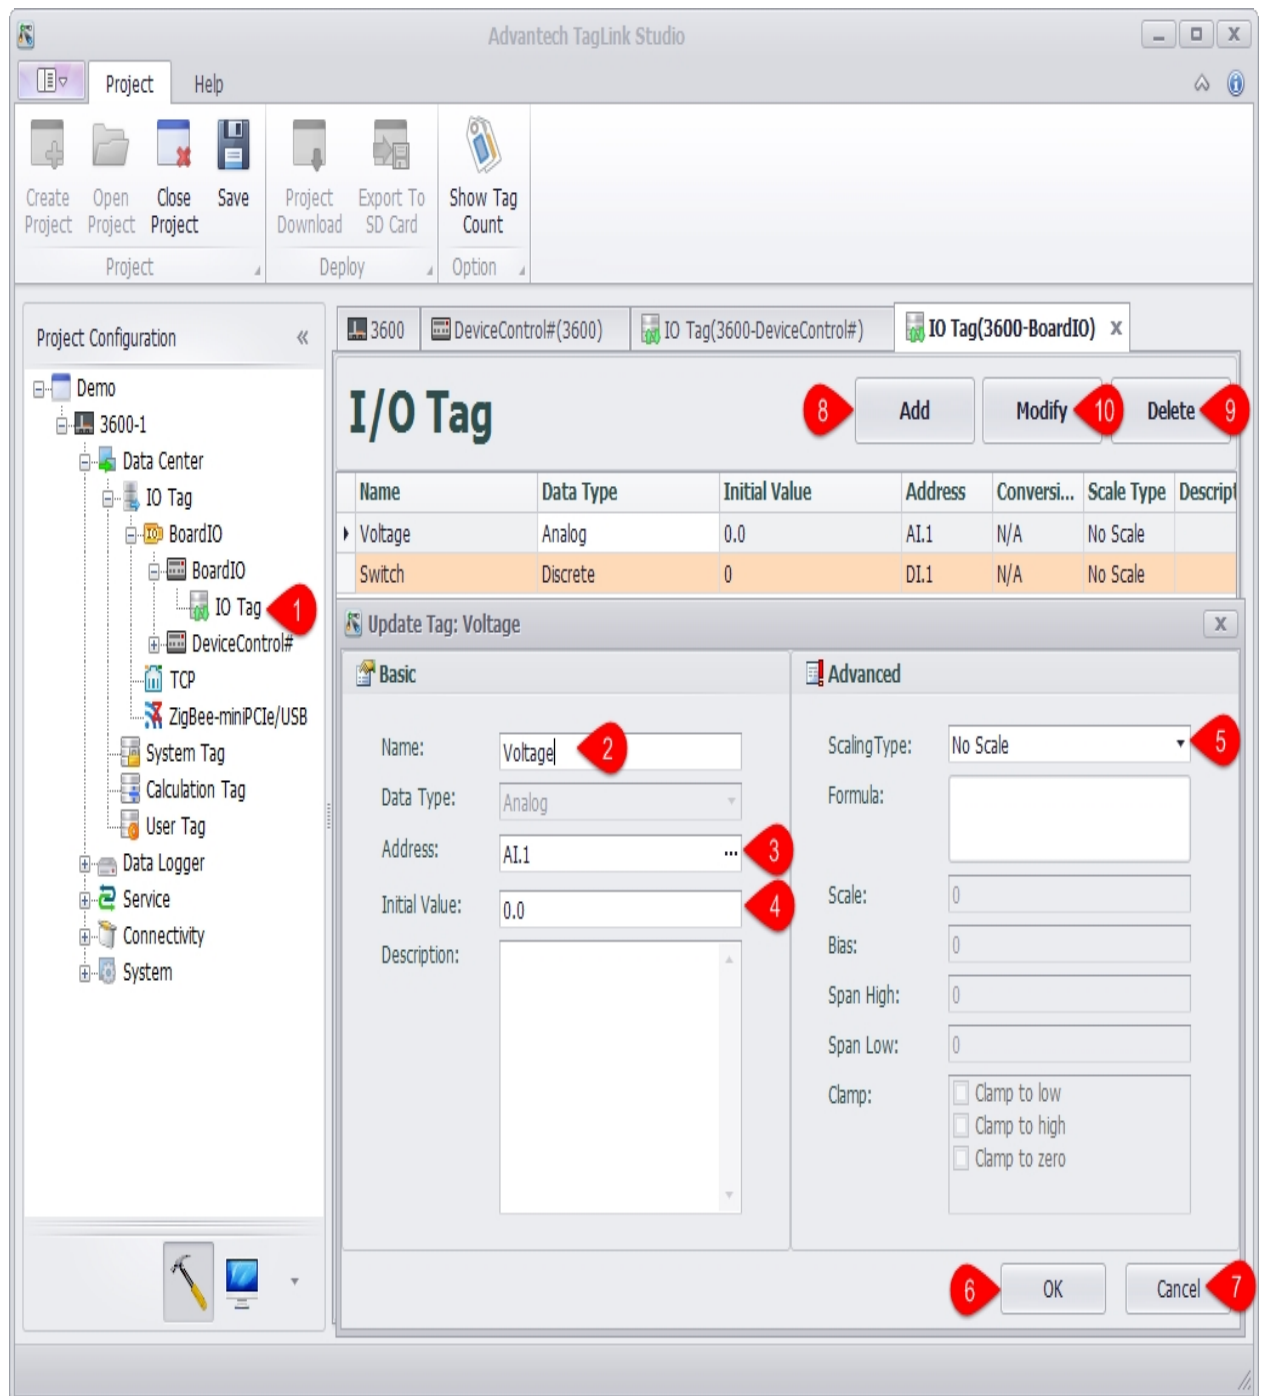 Advantech TagLink Studio
Project Help
Create Project
Open Project
Close Project
Save
Project Download
Export To SD Card
Show Tag Count
Project
Deploy
Option
Project Configuration
3600
DeviceControl#(3600)
IO Tag(3600-DeviceControl#)
IO Tag(3600-BoardIO)
Demo
3600-1
Data Center
IO Tag
BoardIO
BoardIO
IO Tag
1
DeviceControl#
TCP
ZigBee-miniPCIe/USB
System Tag
Calculation Tag
User Tag
Data Logger
Service
Connectivity
System
I/O Tag
8
Add
Modify
10
Delete
9
Name Data Type Initial Value Address Conversi... Scale Type Descript
Voltage Analog 0.0 AI.1 N/A No Scale
Switch Discrete 0 DI.1 N/A No Scale
Update Tag: Voltage
Basic
Name: Voltage
2
Data Type: Analog
Address: AI.1 ...
3
Initial Value: 0.0
4
Description:
Advanced
ScalingType: No Scale
5
Formula:
Scale: 0
Bias: 0
Span High: 0
Span Low: 0
Clamp: Clamp to low
Clamp to high
Clamp to zero
6
OK
Cancel
7